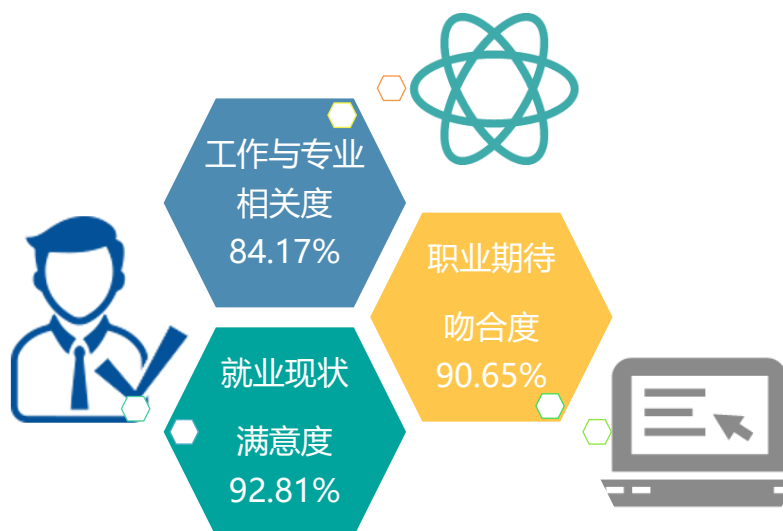 工作与专业
相关度
84.17%
职业期待
吻合度
90.65%
就业现状
满意度
92.81%